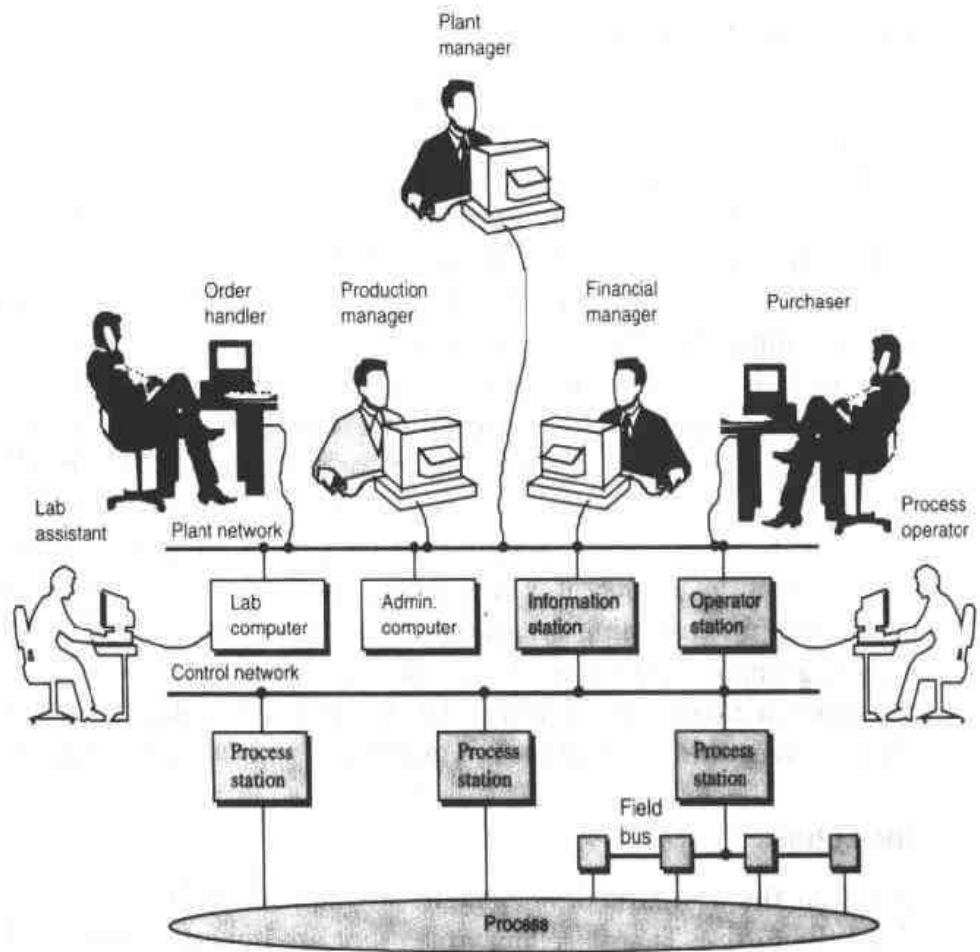 Plant
manager
Order
handler
Production
manager
Financial
manager
Purchaser
Lab
assistant
Plant network
Process
operator
Lab
computer
Admin.
computer
Information
station
Operator
station
Control network
Process
station
Process
station
Process
station
Field
bus
Process